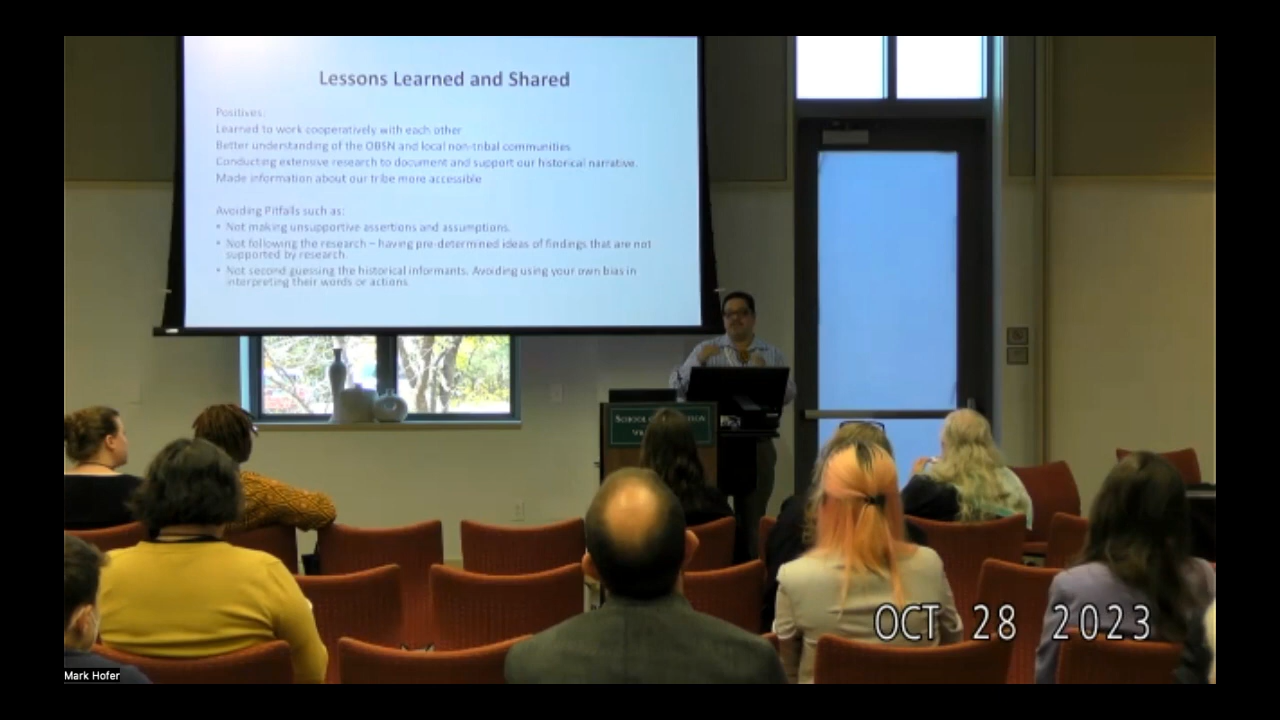 Lessons Learned and Shared
Positives:
Learned to work cooperatively with each other
Better understanding of the OBSN and local non-tribal communities
Conducting extensive research to document and support our historical narrative.
Made information about our tribe more accessible
Avoiding Pitfalls such as:
• Not making unsupportive assertions and assumptions.
• Not following the research – having pre-determined ideas of findings that are not
supported by research.
• Not second guessing the historical informants. Avoiding using your own bias in
interpreting their words or actions
School
OCT 28 2023
Mark Hofer